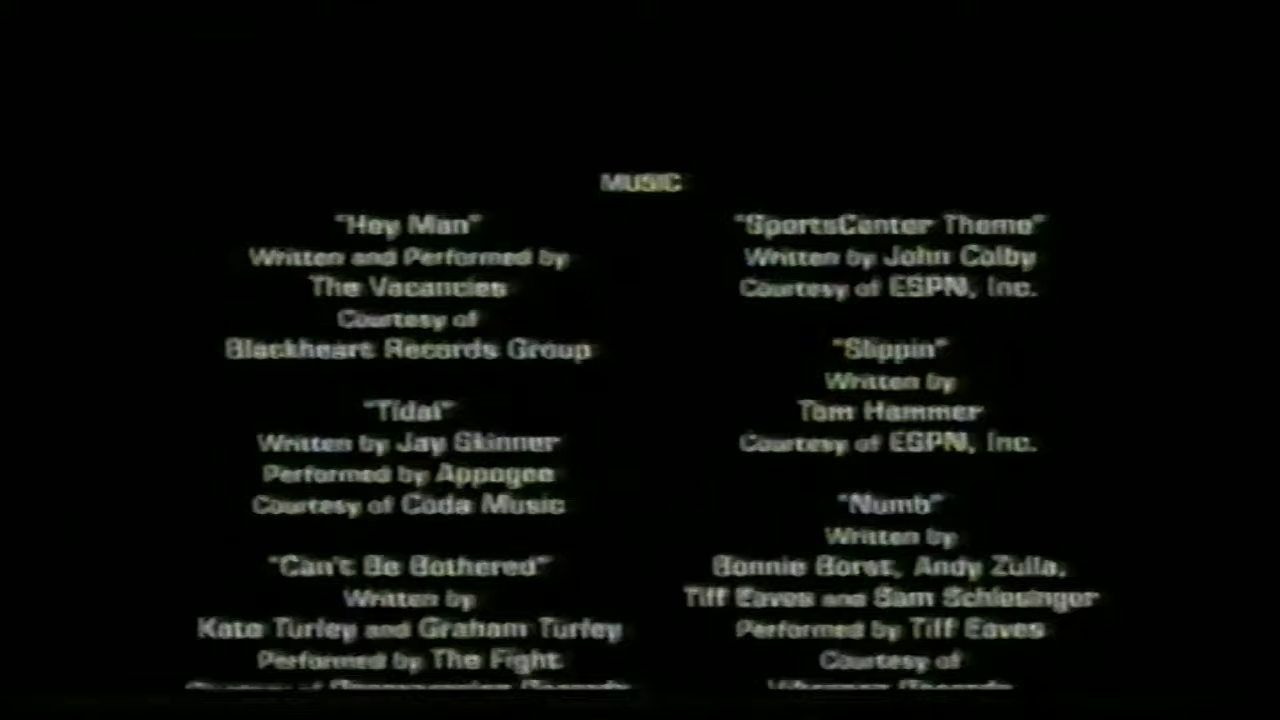 MUSIC
"Hey Man"
Written and Performed by
The Vacancies
Courtesy of
Blackheart Records Group
"Tidal"
Written by Jay Skinner
Performed by Appogee
Courtesy of Coda Music
"Can't Be Bothered"
Written by
Kate Turley and Graham Turley
Performed by The Fight
Courtesy of Records
"SportsCenter Theme"
Written by John Colby
Courtesy of ESPN, Inc.
"Slippin"
Written by
Tom Hammer
Courtesy of ESPN, Inc.
"Numb"
Written by
Bonnie Borst, Andy Zulla,
Tiff Eaves and Sam Schlesinger
Performed by Tiff Eaves
Courtesy of
Records